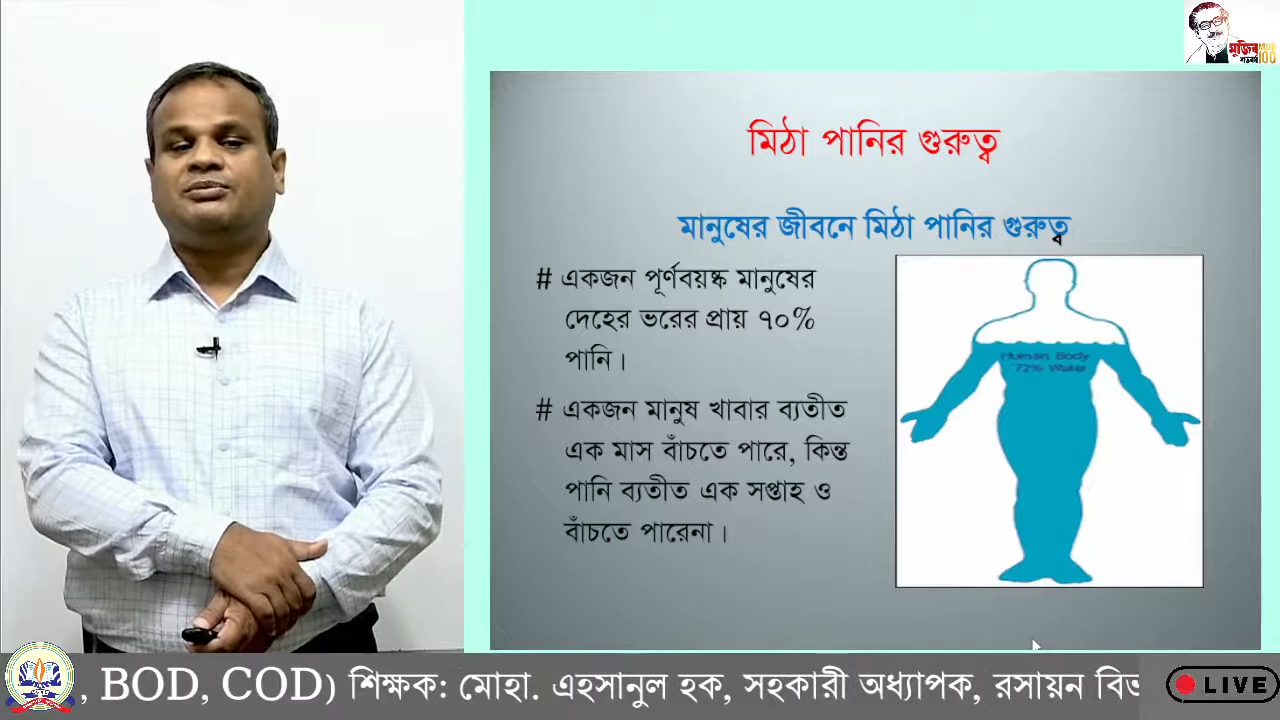 মুজিব
100
মিঠা পানির গুরুত্ব
মানুষের জীবনে মিঠা পানির গুরুত্ব
# একজন পূর্ণবয়ষ্ক মানুষের
দেহের ভরের প্রায় ৭০%
পানি।
# একজন মানুষ খাবার ব্যতীত
এক মাস বাঁচতে পারে, কিন্ত
পানি ব্যতীত এক সপ্তাহ ও
বাঁচতে পারেনা।
Human Body
72% Water
, BOD, COD) শিক্ষক: মোহা. এহসানুল হক, সহকারী অধ্যাপক, রসায়ন বিভ
LIVE